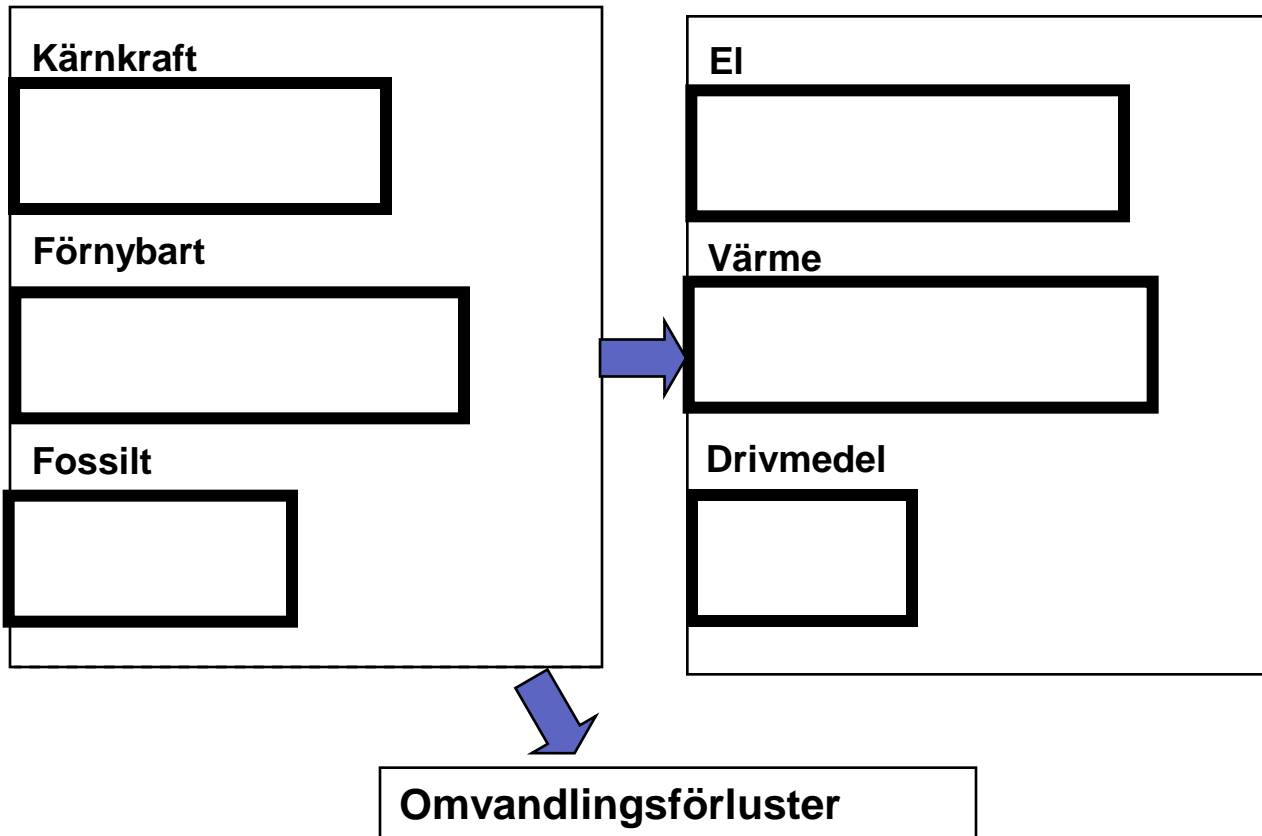 Kärnkraft
Förnybart
Fossilt
El
Värme
Drivmedel
Omvandlingsförluster